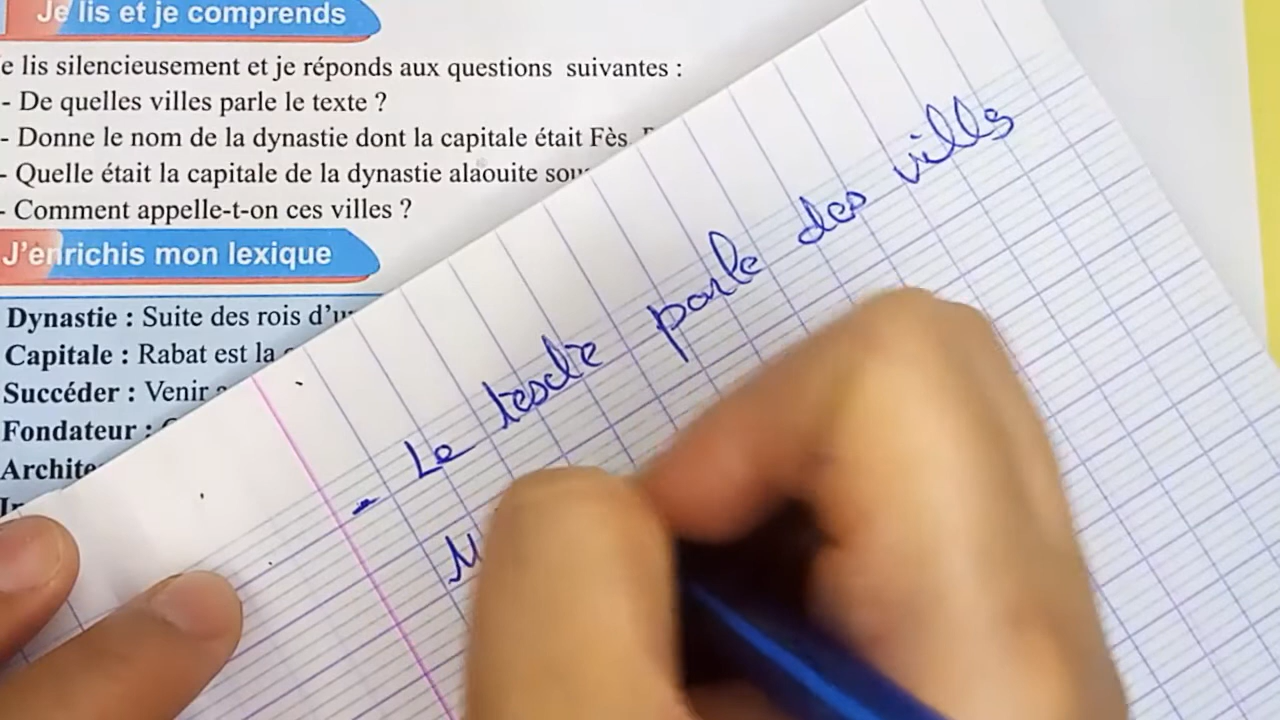 Je lis et je comprends
e lis silencieusement et je réponds aux questions suivantes :
- De quelles villes parle le texte ?
- Donne le nom de la dynastie dont la capitale était Fès.
- Quelle était la capitale de la dynastie alaouite
- Comment appelle-t-on ces villes ?
J'enrichis mon lexique
Dynastie : Suite des rois d'u
Capitale : Rabat est la
Succéder : Venir
Fondateur :
Archite
- Le texte parle des vills
M